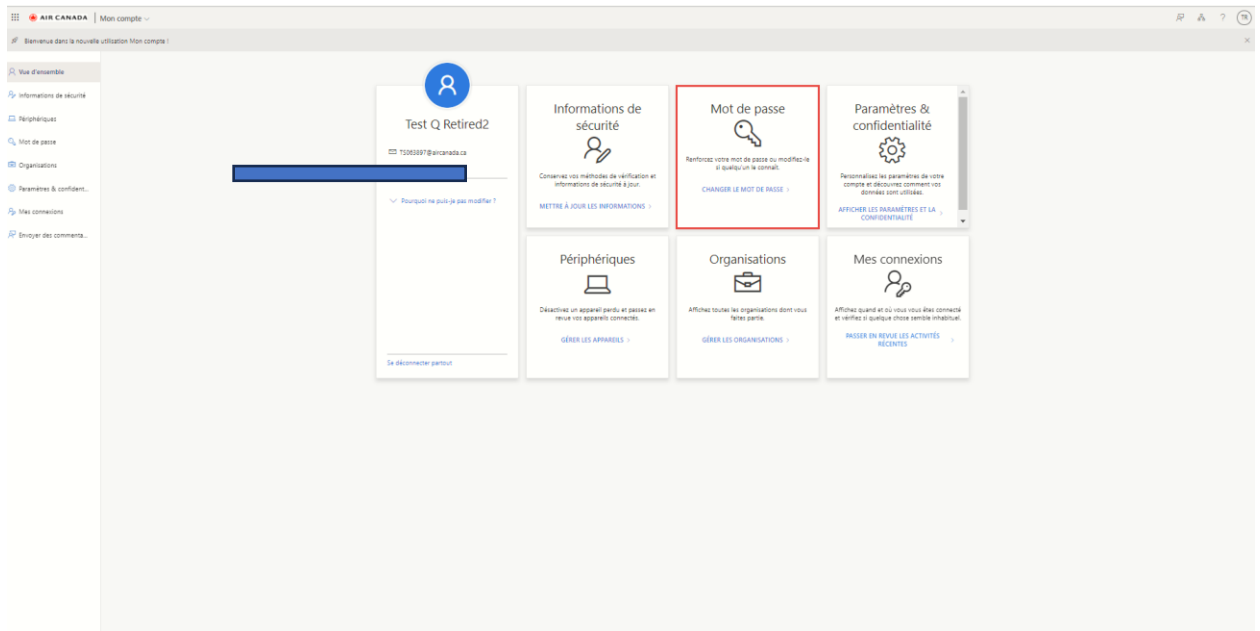 AIR CANADA | Mon compte
TR
Bienvenue dans la nouvelle utilisation Mon compte !
Vue d'ensemble
Informations de sécurité
Périphériques
Mot de passe
Organisations
Paramètres & confident...
Mes connexions
Envoyer des commenta...
Test Q Retired2
75063897@aircanada.ca
Pourquoi ne puis-je pas modifier ?
Se déconnecter partout
Informations de
sécurité
Conservez vos méthodes de vérification et
informations de sécurité à jour.
METTRE À JOUR LES INFORMATIONS >
Mot de passe
Renforcez votre mot de passe ou modifiez-le
si quelqu'un le connaît.
CHANGER LE MOT DE PASSE >
Paramètres &
confidentialité
Personnalisez les paramètres de votre
compte et découvrez comment vos
données sont utilisées.
AFFICHER LES PARAMÈTRES ET LA >
CONFIDENTIALITÉ
Périphériques
Désactivez un appareil perdu et passez en
revue vos appareils connectés.
GÉRER LES APPAREILS >
Organisations
Affichez toutes les organisations dont vous
faites partie.
GÉRER LES ORGANISATIONS >
Mes connexions
Affichez quand et où vous vous êtes connecté
et vérifiez si quelque chose semble inhabituel.
PASSER EN REVUE LES ACTIVITÉS >
RÉCENTES